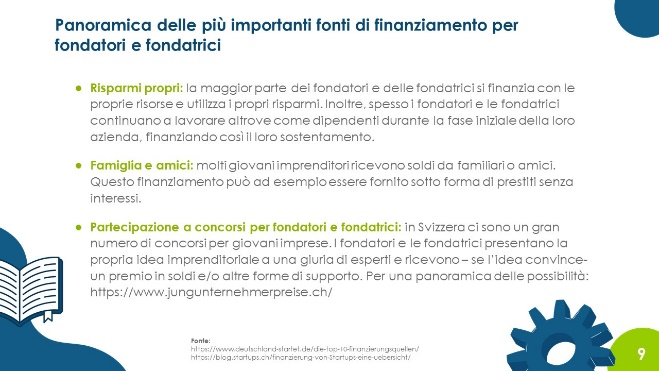 Panoramica delle più importanti fonti di finanziamento per
fondatori e fondatrici
● Risparmi propri: la maggior parte dei fondatori e delle fondatrici si finanzia con le
proprie risorse e utilizza i propri risparmi. Inoltre, spesso i fondatori e le fondatrici
continuano a lavorare altrove come dipendenti durante la fase iniziale della loro
azienda, finanziando così il loro sostentamento.
● Famiglia e amici: molti giovani imprenditori ricevono soldi da familiari o amici.
Questo finanziamento può ad esempio essere fornito sotto forma di prestiti senza
interessi.
● Partecipazione a concorsi per fondatori e fondatrici: in Svizzera ci sono un gran
numero di concorsi per giovani imprese. I fondatori e le fondatrici presentano la
propria idea imprenditoriale a una giuria di esperti e ricevono – se l'idea convince-
un premio in soldi e/o altre forme di supporto. Per una panoramica delle possibilità:
https://www.jungunternehmerpreise.ch/
Fonte:
https://www.deutschland-startet.de/die-top-10-finanzierungsquellen/
https://blog.startups.ch/finanzierung-von-Startups-eine-uebersicht/
9